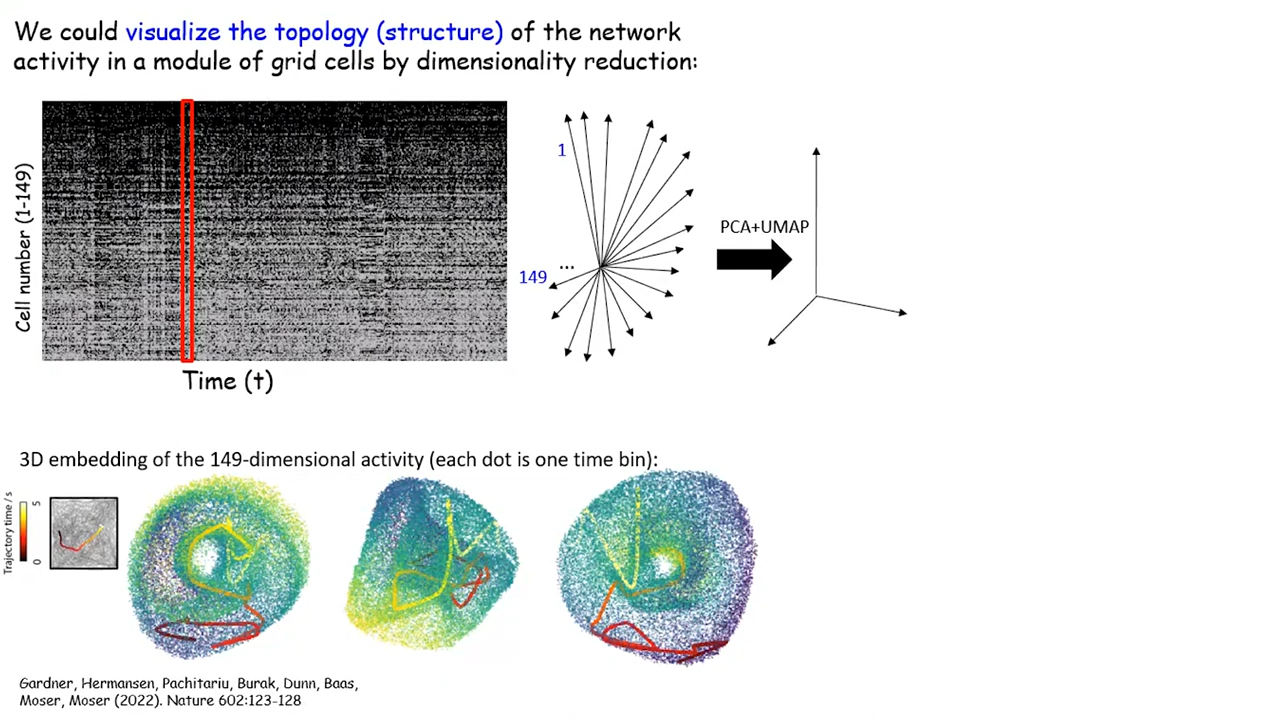 We could visualize the topology (structure) of the network
activity in a module of grid cells by dimensionality reduction:
Cell number (1-149)
Time (t)
1
...
149
PCA+UMAP
3D embedding of the 149-dimensional activity (each dot is one time bin):
Trajectory time / s
5
0
Gardner, Hermansen, Pachitariu, Burak, Dunn, Baas,
Moser, Moser (2022). Nature 602:123-128